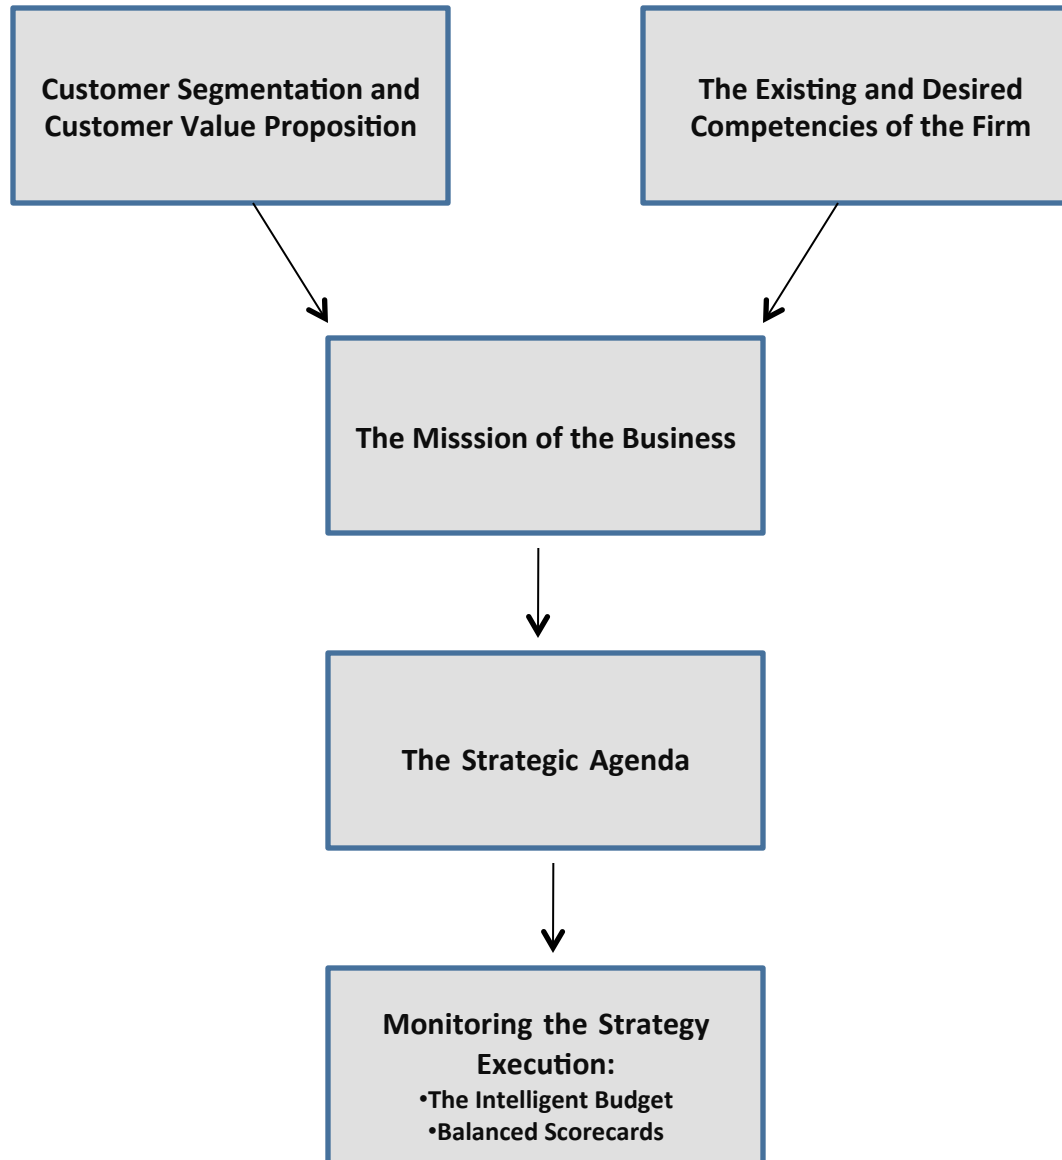 Customer Segmentation and
Customer Value Proposition
The Existing and Desired
Competencies of the Firm
The Misssion of the Business
The Strategic Agenda
Monitoring the Strategy
Execution:
•The Intelligent Budget
•Balanced Scorecards